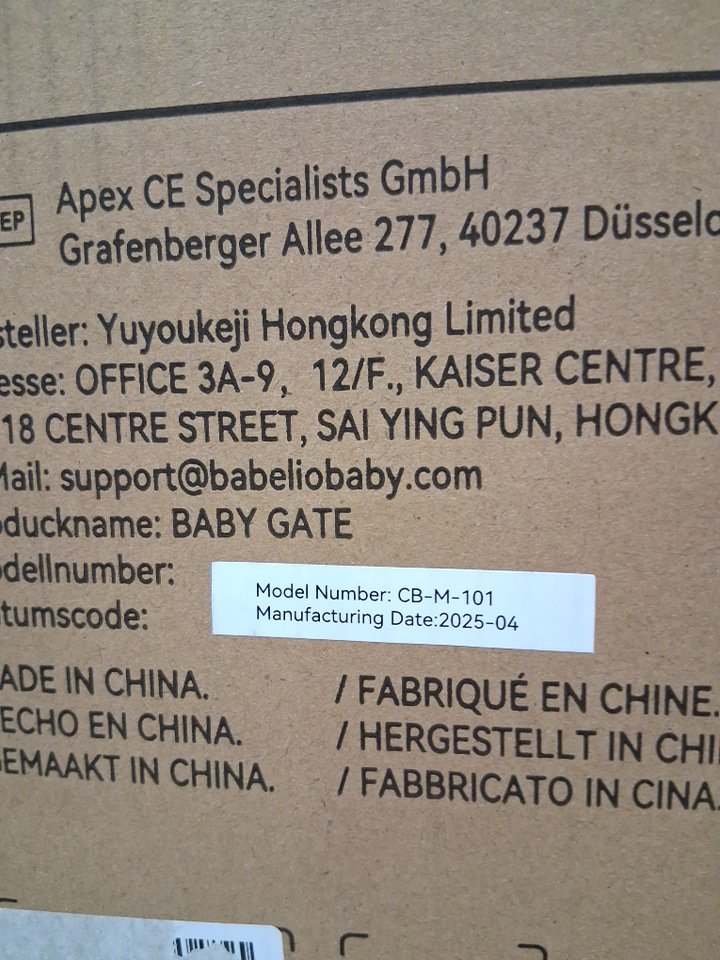 EP
Apex CE Specialists GmbH
Grafenberger Allee 277, 40237
steller: Yuyoukeji Hongkong Limited
esse: OFFICE 3A-9, 12/F., KAISER CENTRE,
18 CENTRE STREET, SAI YING PUN, HONGK
Mail: support@babeliobaby.com
oduckname: BABY GATE
odellnumber:
tumscode:
Model Number: CB-M-101
Manufacturing Date:2025-04
ADE IN CHINA. / FABRIQUÉ EN CHINE.
ECHO EN CHINA. / HERGESTELLT IN CHI
EMAAKT IN CHINA. / FABBRICATO IN CINA.